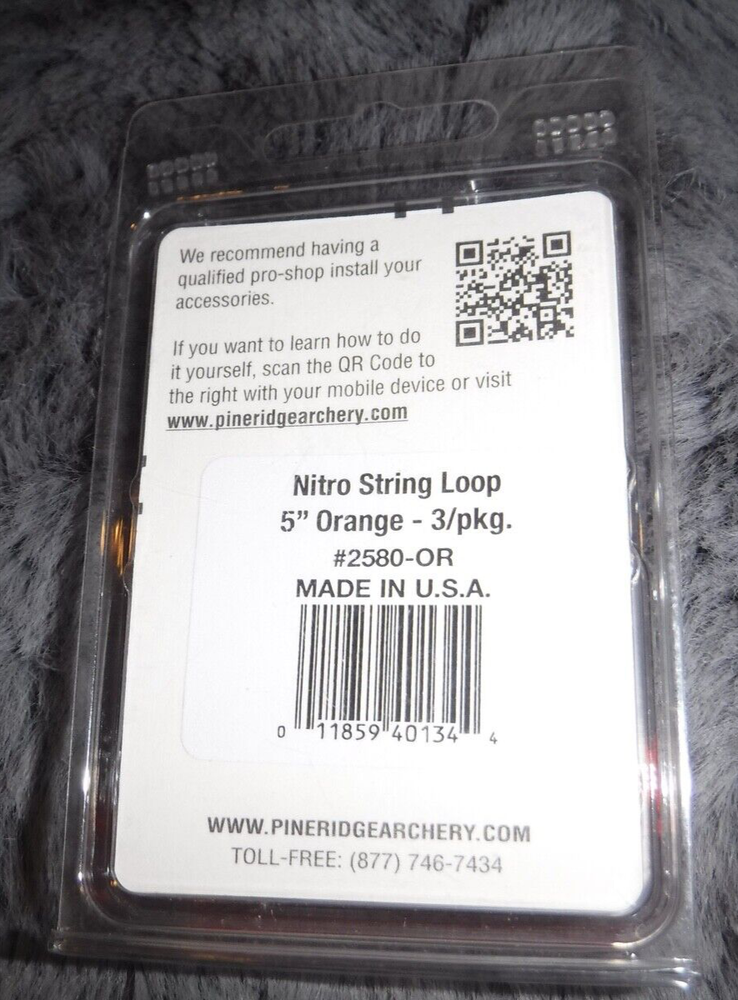 We recommend having a
qualified pro-shop install your
accessories.
If you want to learn how to do
it yourself, scan the QR Code to
the right with your mobile device or visit
www.pineridgearchery.com
Nitro String Loop
5” Orange - 3/pkg.
#2580-OR
MADE IN U.S.A.
0 11859 40134 4
WWW.PINERIDGEARCHERY.COM
TOLL-FREE: (877) 746-7434